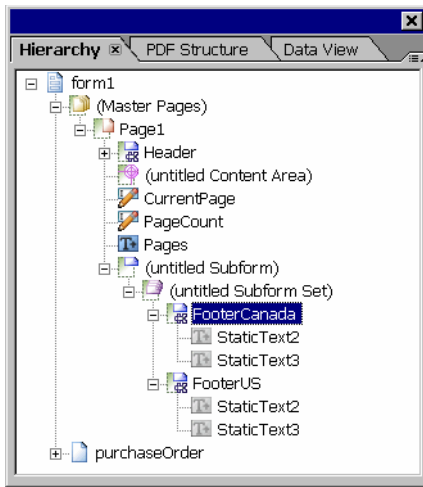 Hierarchy PDF Structure Data View
form1
(Master Pages)
Page1
Header
(untitled Content Area)
CurrentPage
PageCount
Pages
(untitled Subform)
(untitled Subform Set)
FooterCanada
StaticText2
StaticText3
FooterUS
StaticText2
StaticText3
purchaseOrder